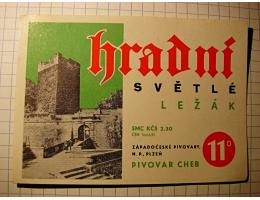 hradní
SVĚTLÉ
LEŽÁK
SMC KČS 2.30
ZÁPADOČESKÉ PIVOVARY,
N. P., PLZEŇ
PIVOVAR CHEB
11°